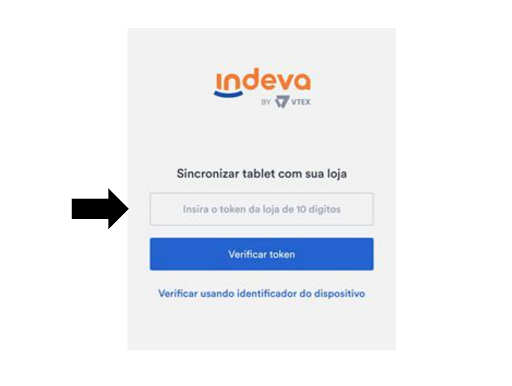 indeva
BY VTEX
Sincronizar tablet com sua loja
Insira o token da loja de 10 digitos
Verificar token
Verificar usando identificador do dispositivo